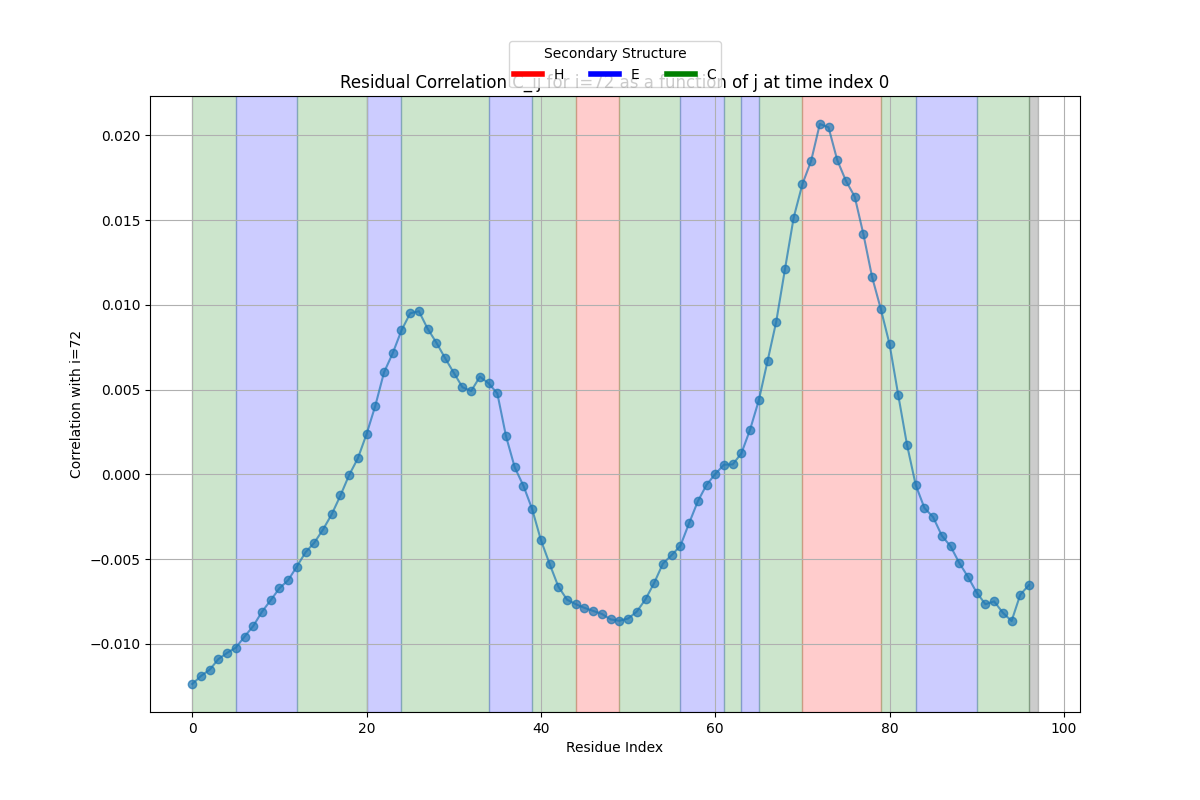 Secondary Structure
H E C
Residual Correlation C_ij for i=72 as a function of j at time index 0
0.020
0.015
0.010
0.005
0.000
−0.005
−0.010
Correlation with i=72
0 20 40 60 80 100
Residue Index